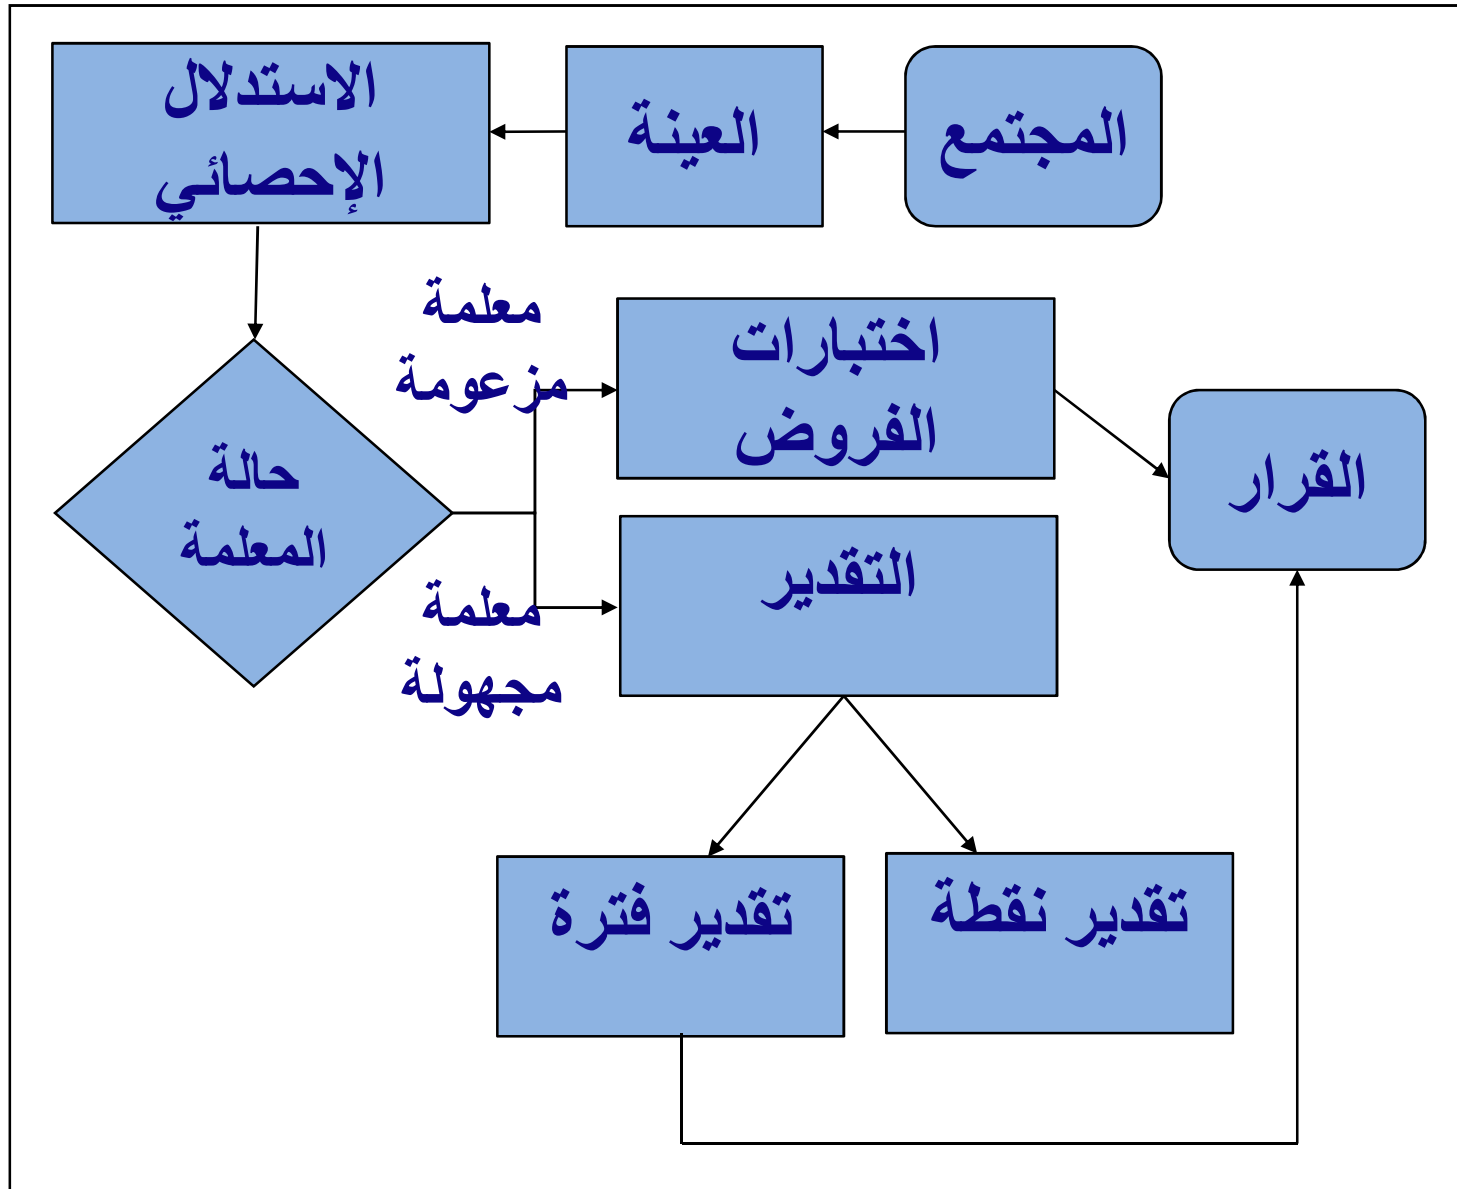 المجتمع
العينة
الاستدلال
الإحصائي
معلمة
مزعومة
اختبارات
الفروض
حالة
المعلمة
القرار
معلمة
مجهولة
التقدير
تقدير نقطة
تقدير فترة